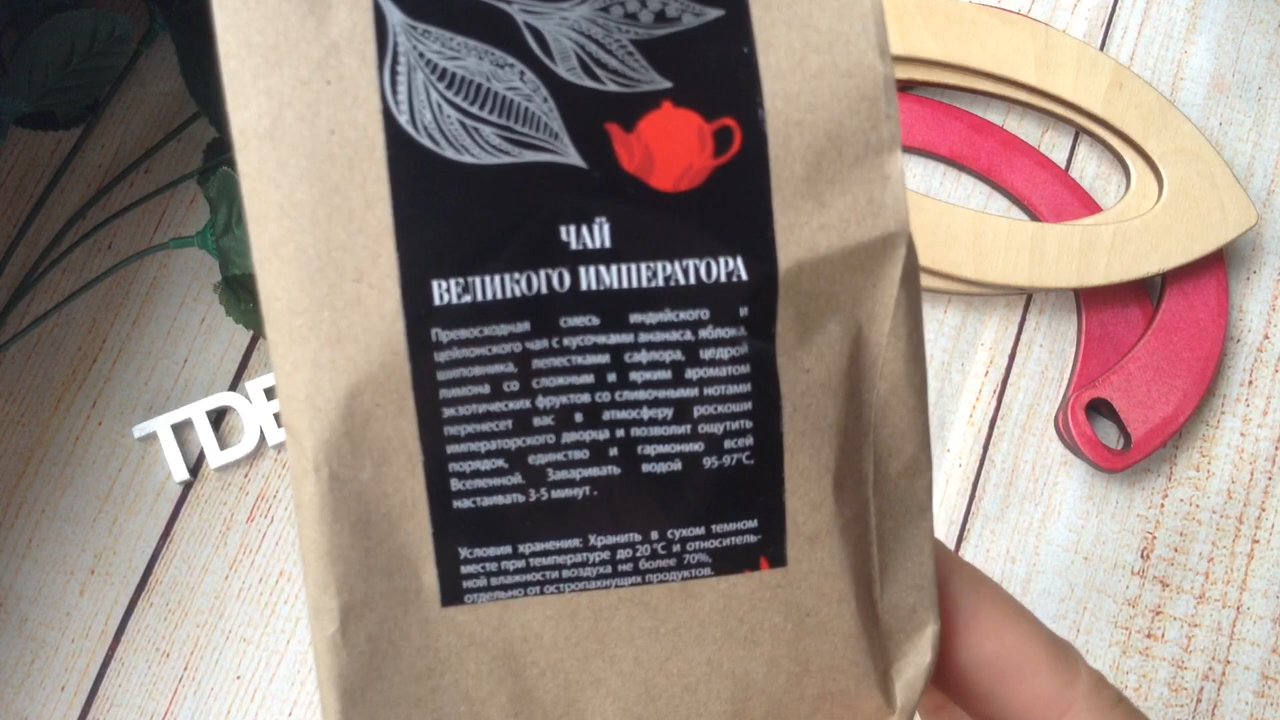 ЧАЙ
ВЕЛИКОГО ИМПЕРАТОРА
Превосходная смесь индийского и
цейлонского чая с кусочками ананаса, яблока,
шиповника, лепестками сафлора, цедрой
лимона со сложным и ярким ароматом
экзотических фруктов со сливочными нотами
перенесет вас в атмосферу роскоши
императорского дворца и позволит ощутить
порядок, единство и гармонию всей
Вселенной. Заваривать водой 95-97°С,
настаивать 3-5 минут .
Условия хранения: Хранить в сухом темном
месте при температуре до 20 °С и относитель-
ной влажности воздуха не более 70%,
отдельно от остропахнущих продуктов.